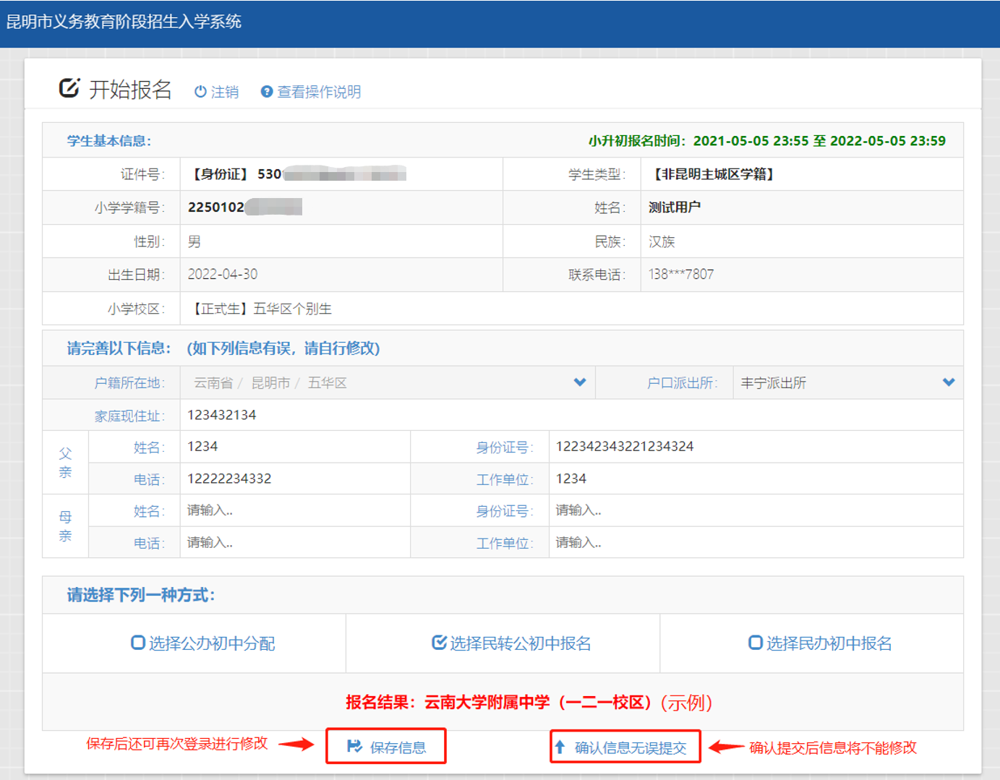 昆明市义务教育阶段招生入学系统
开始报名 注销 查看操作说明
学生基本信息： 小升初报名时间：2021-05-05 23:55 至 2022-05-05 23:59
证件号： 【身份证】 530 学生类型： 【非昆明主城区学籍】
小学学籍号： 2250102 姓名： 测试用户
性别： 男 民族： 汉族
出生日期： 2022-04-30 联系电话： 138***7807
小学校区： 【正式生】五华区个别生
请完善以下信息： （如下列信息有误，请自行修改）
户籍所在地： 云南省 / 昆明市 / 五华区 户口派出所： 丰宁派出所
家庭现住址： 123432134
父亲 姓名： 1234 身份证号： 122342343221234324
电话： 12222234332 工作单位： 1234
母亲 姓名： 请输入.. 身份证号： 请输入..
电话： 请输入.. 工作单位： 请输入..
请选择下列一种方式：
选择公办初中分配 选择民转公初中报名 选择民办初中报名
报名结果：云南大学附属中学（一二一校区）（示例）
保存后还可再次登录进行修改 保存信息 确认信息无误提交 确认提交后信息将不能修改